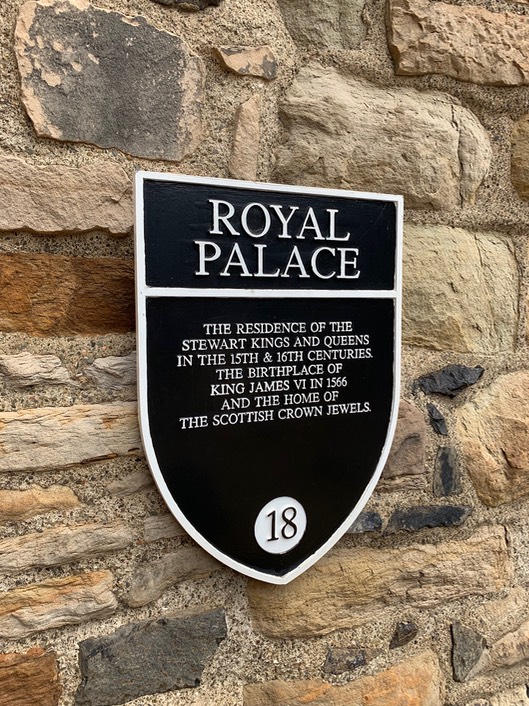 ROYAL
PALACE
THE RESIDENCE OF THE
STEWART KINGS AND QUEENS
IN THE 15TH & 16TH CENTURIES.
THE BIRTHPLACE OF
KING JAMES VI IN 1566
AND THE HOME OF
THE SCOTTISH CROWN JEWELS.
18